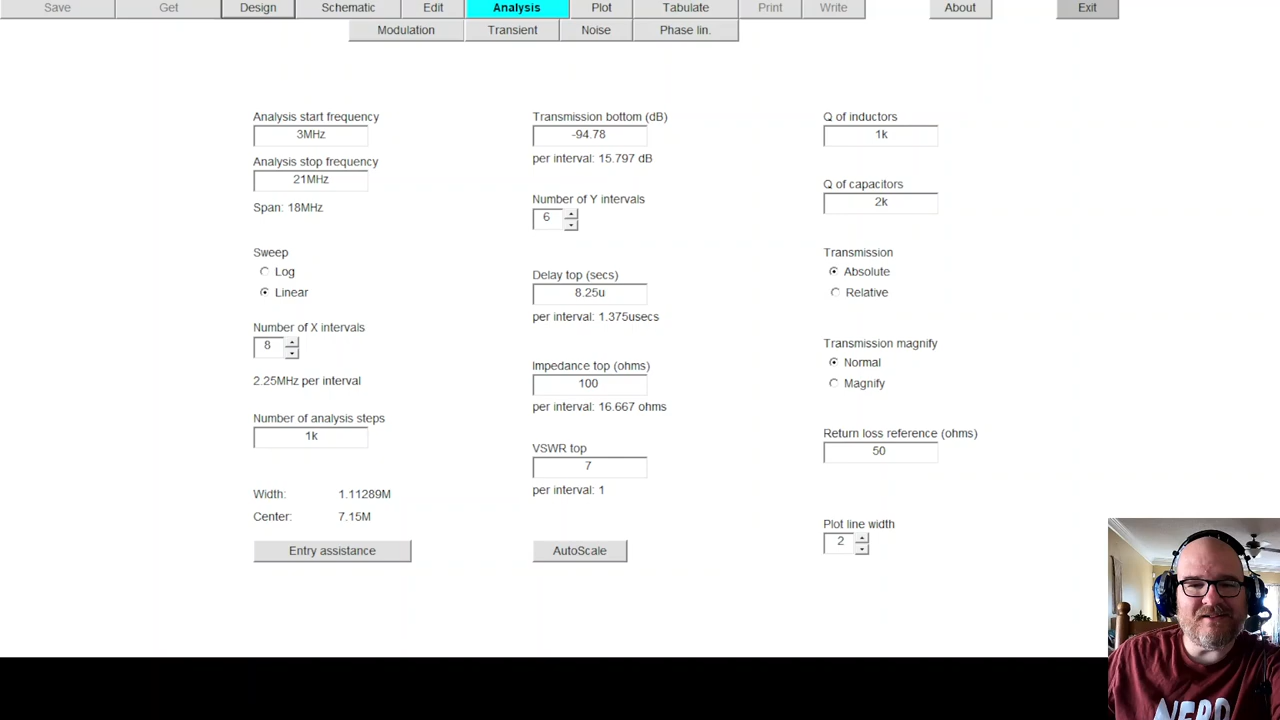 Save Get Design Schematic Edit Analysis Plot Tabulate Print Write About Exit
Modulation Transient Noise Phase lin.
Analysis start frequency
3MHz
Analysis stop frequency
21MHz
Span: 18MHz
Sweep
Log
Linear
Number of X intervals
8
2.25MHz per interval
Number of analysis steps
1k
Width: 1.11289M
Center: 7.15M
Entry assistance
Transmission bottom (dB)
-94.78
per interval: 15.797 dB
Number of Y intervals
6
Delay top (secs)
8.25u
per interval: 1.375usecs
Impedance top (ohms)
100
per interval: 16.667 ohms
VSWR top
7
per interval: 1
AutoScale
Q of inductors
1k
Q of capacitors
2k
Transmission
Absolute
Relative
Transmission magnify
Normal
Magnify
Return loss reference (ohms)
50
Plot line width
2
NERD